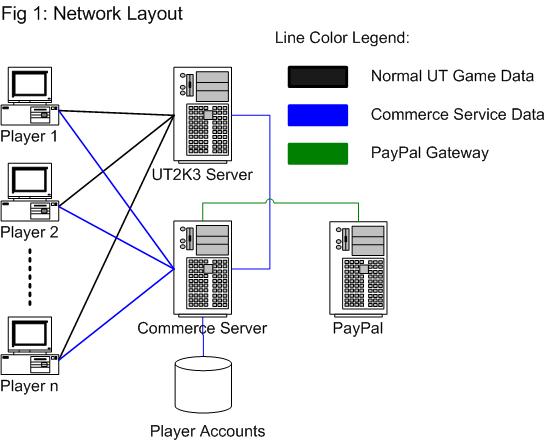 Fig 1: Network Layout
Line Color Legend:
Normal UT Game Data
Commerce Service Data
PayPal Gateway
Player 1
UT2K3 Server
Player 2
Commerce Server
PayPal
Player n
Player Accounts